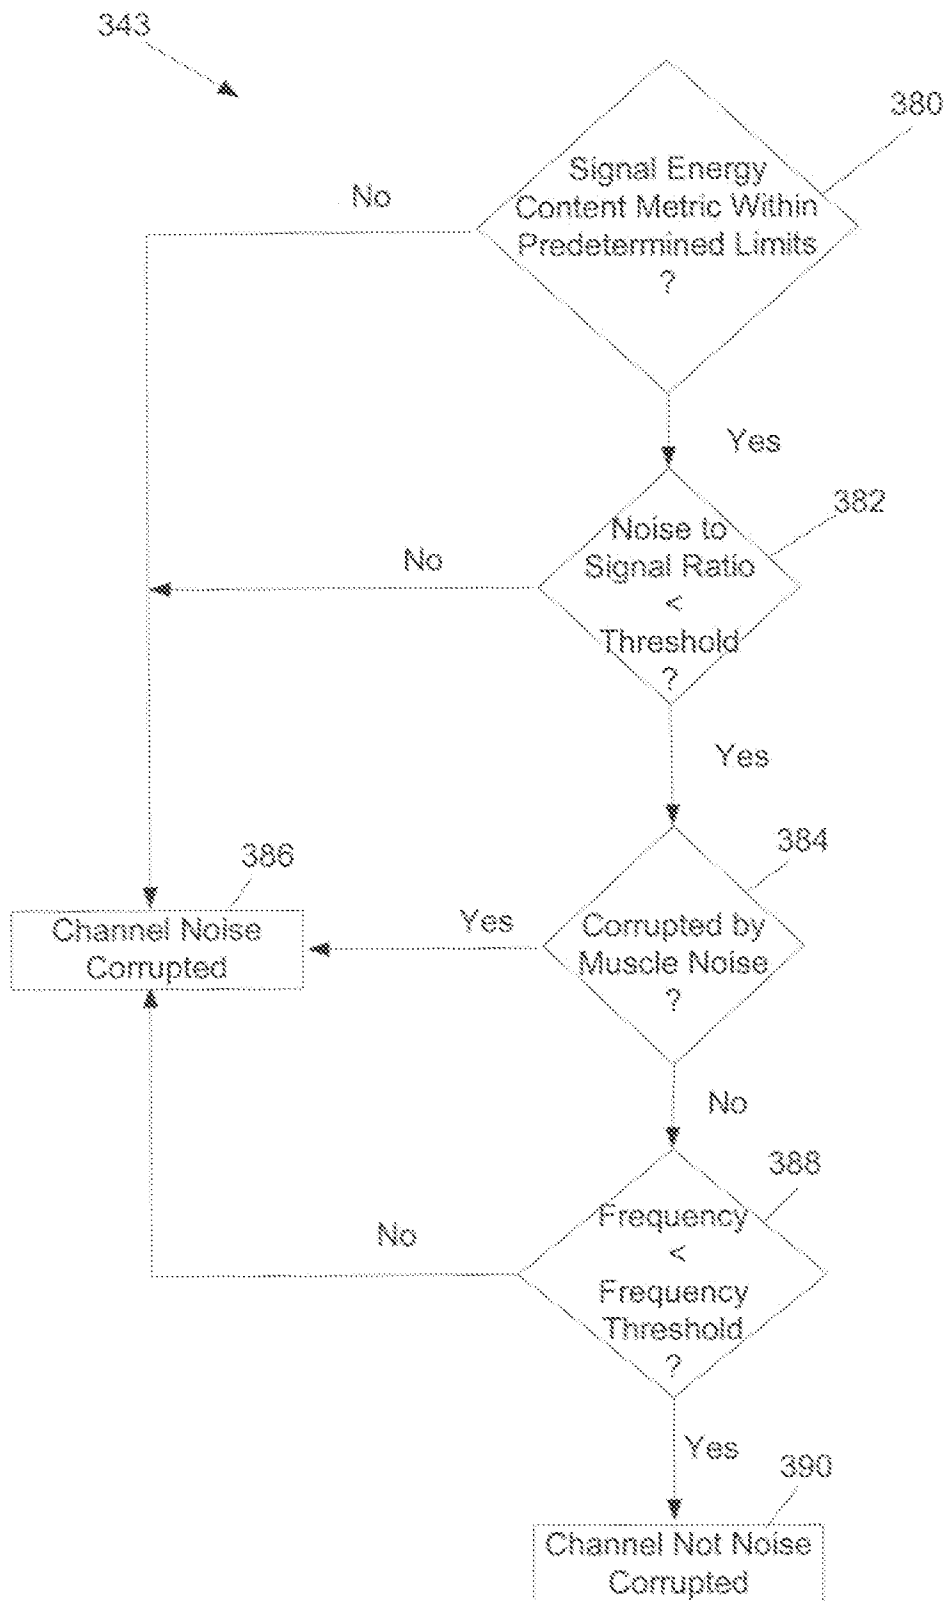 343
380
Signal Energy
Content Metric Within
Predetermined Limits
?
No
Yes
382
Noise to
Signal Ratio
<
Threshold
?
No
Yes
384
386
Channel Noise
Corrupted
Yes
Corrupted by
Muscle Noise
?
No
388
Frequency
<
Frequency
Threshold
?
No
Yes
390
Channel Not Noise
Corrupted